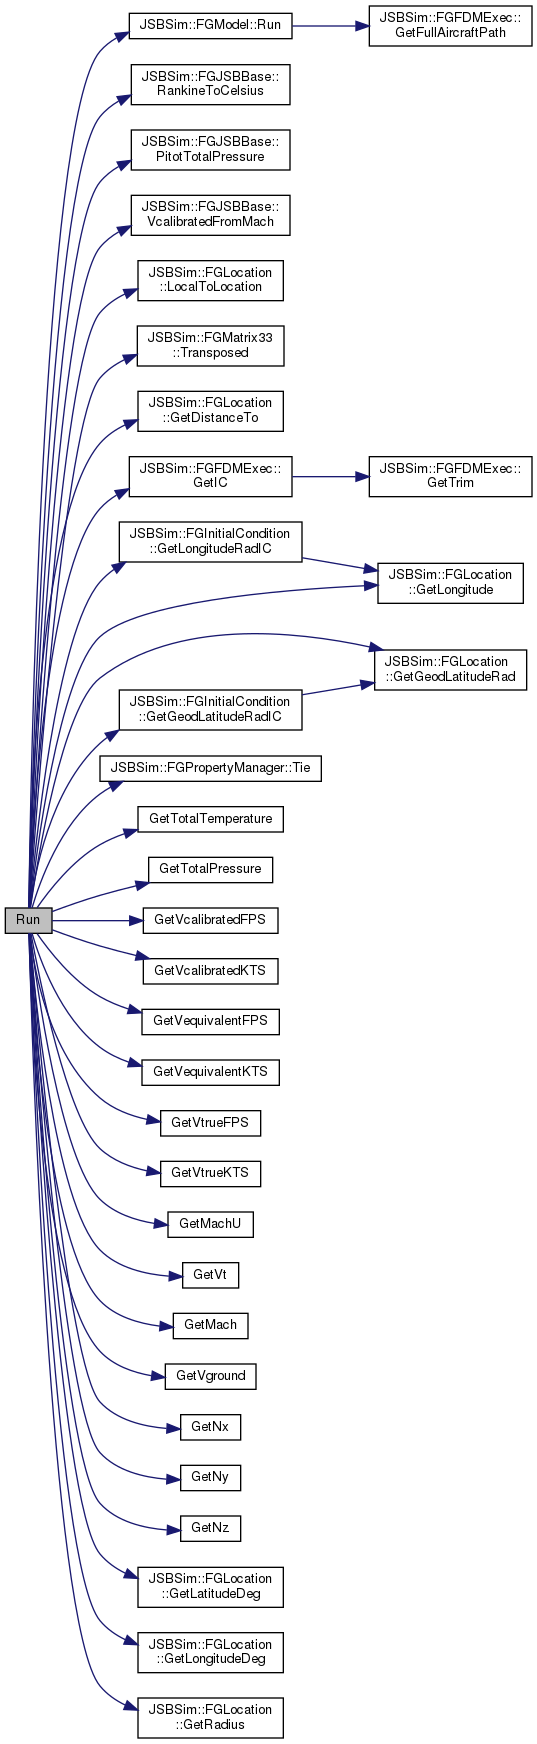 JSBSim::FGModel::Run
JSBSim::FGFDMExec::
GetFullAircraftPath
JSBSim::FGJSBBase::
RankineToCelsius
JSBSim::FGJSBBase::
PitotTotalPressure
JSBSim::FGJSBBase::
VcalibratedFromMach
JSBSim::FGLocation
::LocalToLocation
JSBSim::FGMatrix33
::Transposed
JSBSim::FGLocation
::GetDistanceTo
JSBSim::FGFDMExec::
GetIC
JSBSim::FGFDMExec::
GetTrim
JSBSim::FGInitialCondition
::GetLongitudeRadIC
JSBSim::FGLocation
::GetLongitude
JSBSim::FGLocation
::GetGeodLatitudeRad
JSBSim::FGInitialCondition
::GetGeodLatitudeRadIC
JSBSim::FGPropertyManager::Tie
GetTotalTemperature
GetTotalPressure
Run
GetVcalibratedFPS
GetVcalibratedKTS
GetVequivalentFPS
GetVequivalentKTS
GetVtrueFPS
GetVtrueKTS
GetMachU
GetVt
GetMach
GetVground
GetNx
GetNy
GetNz
JSBSim::FGLocation
::GetLatitudeDeg
JSBSim::FGLocation
::GetLongitudeDeg
JSBSim::FGLocation
::GetRadius